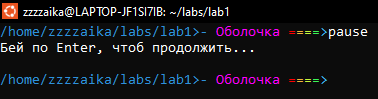 zzzzaika@LAPTOP-JF1SI7IB: ~/labs/lab1
/home/zzzzaika/labs/lab1>- Оболочка ====>pause
Бей по Enter, чтоб продолжить...
/home/zzzzaika/labs/lab1>- Оболочка ====>